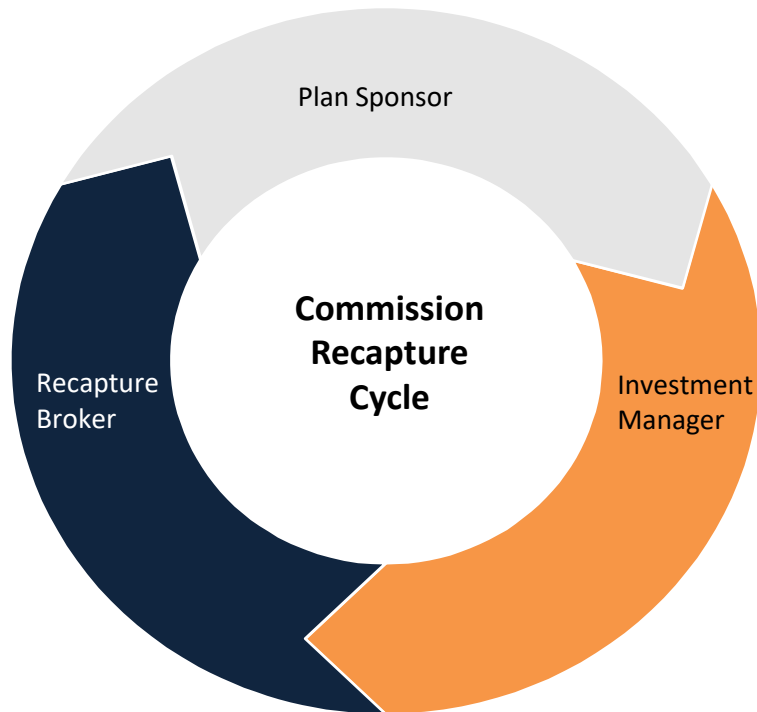 Plan Sponsor
Commission
Recapture
Cycle
Recapture
Broker
Investment
Manager